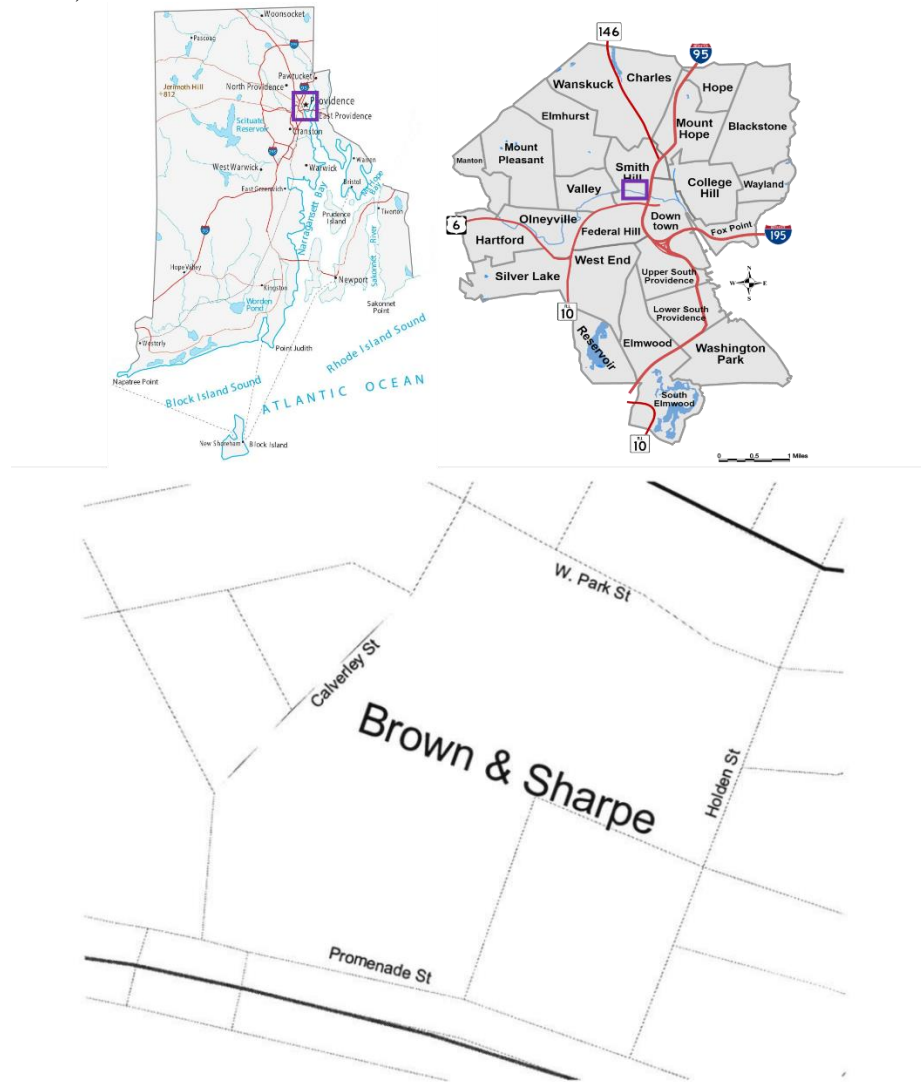 Woonsocket
Pascoag
Pawtucket
North Providence
Jerimoth Hill
812
Providence
East Providence
Scituate
Reservoir
Cranston
West Warwick
Warwick
Warren
Bristol
East Greenwich
Narragansett Bay
Prudence
Island
Tiverton
Sakonnet River
Hope Valley
Newport
Kingston
Worden
Pond
Sakonnet
Point
Westerly
Point Judith
Napatree Point
Rhode Island Sound
Block Island Sound
ATLANTIC OCEAN
New Shoreham
Block Island
146
95
Wanskuck
Charles
Hope
Elmhurst
Mount
Hope
Blackstone
Mount
Pleasant
Manton
Smith
Hill
Valley
College
Hill
Wayland
6
Olneyville
Down
town
Fox Point
195
Hartford
Federal Hill
West End
Silver Lake
Upper South
Providence
N
W
E
S
10
Lower South
Providence
Reservoir
Elmwood
Washington
Park
South
Elmwood
10
0 0.5 1 Miles
W. Park St
Calverley St
Brown & Sharpe
Holden St
Promenade St